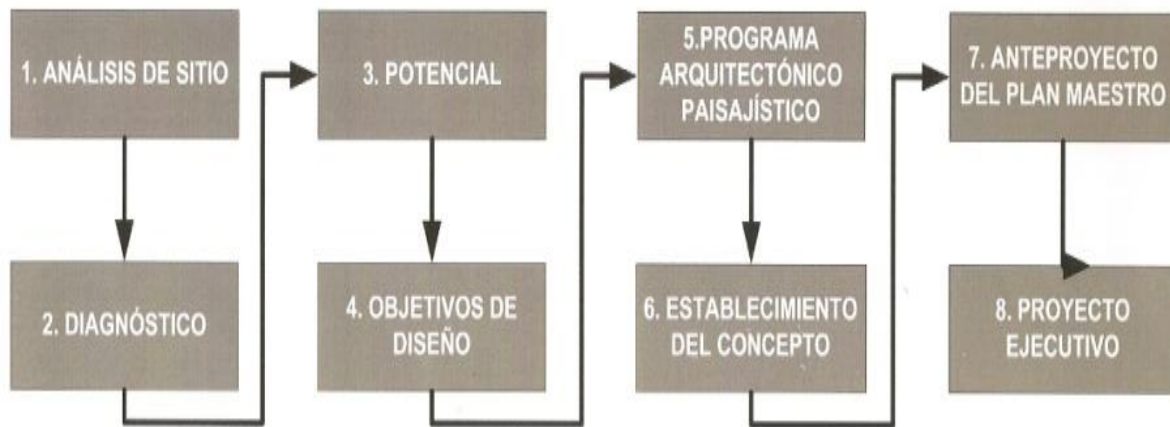 1. ANÁLISIS DE SITIO
2. DIAGNÓSTICO
3. POTENCIAL
4. OBJETIVOS DE
DISEÑO
5.PROGRAMA
ARQUITECTÓNICO
PAISAJÍSTICO
6. ESTABLECIMIENTO
DEL CONCEPTO
7. ANTEPROYECTO
DEL PLAN MAESTRO
8. PROYECTO
EJECUTIVO